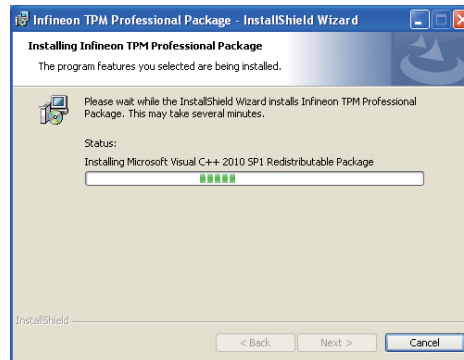 Infineon TPM Professional Package - InstallShield Wizard
Installing Infineon TPM Professional Package
The program features you selected are being installed.
Please wait while the InstallShield Wizard installs Infineon TPM Professional
Package. This may take several minutes.
Status:
Installing Microsoft Visual C++ 2010 SP1 Redistributable Package
InstallShield
< Back Next > Cancel